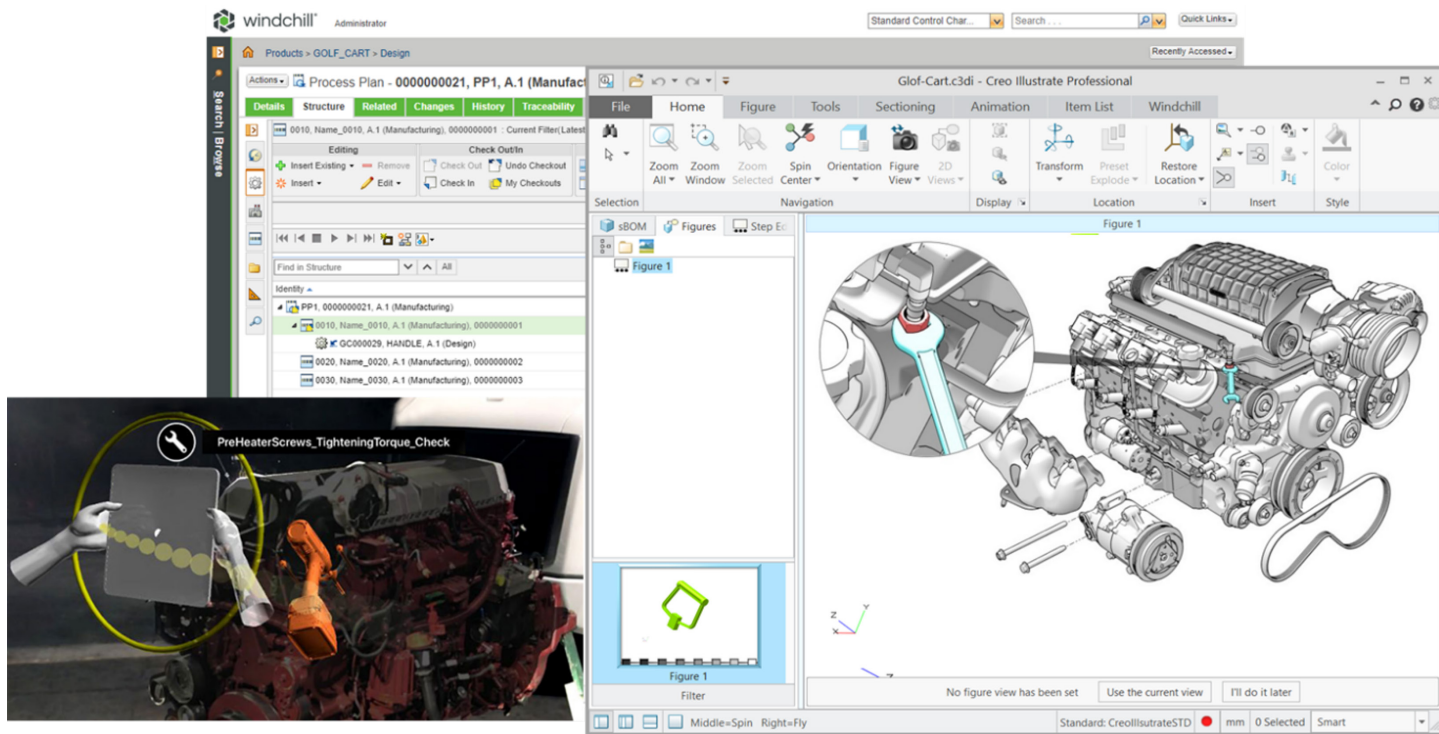 windchill®
Administrator
Standard Control Char...
Search . . .
Quick Links
Products > GOLF_CART > Design
Recently Accessed
Search | Browse
Actions
Process Plan - 0000000021, PP1, A.1 (Manufact
Details Structure Related Changes History Traceability
0010, Name_0010, A.1 (Manufacturing), 0000000001 : Current Filter(Latest
Editing
Check Out/In
Insert Existing
Remove
Check Out
Undo Checkout
Insert
Edit
Check In
My Checkouts
Find in Structure
All
Identity
PP1, 0000000021, A.1 (Manufacturing)
0010, Name_0010, A.1 (Manufacturing), 0000000001
GC000029, HANDLE, A.1 (Design)
0020, Name_0020, A.1 (Manufacturing), 0000000002
0030, Name_0030, A.1 (Manufacturing), 0000000003
PreHeaterScrews_TighteningTorque_Check
Glof-Cart.c3di - Creo Illustrate Professional
File Home Figure Tools Sectioning Animation Item List Windchill
Zoom All
Zoom Window
Zoom Selected
Spin Center
Orientation
Figure View
2D Views
Transform
Preset Explode
Restore Location
Color
Selection
Navigation
Display
Location
Insert
Style
sBOM
Figures
Step Ed
Figure 1
Figure 1
Figure 1
Filter
Z
Y
X
Z
No figure view has been set
Use the current view
I'll do it later
Middle=Spin Right=Fly
Standard: CreoIllsutrateSTD
mm
0 Selected
Smart